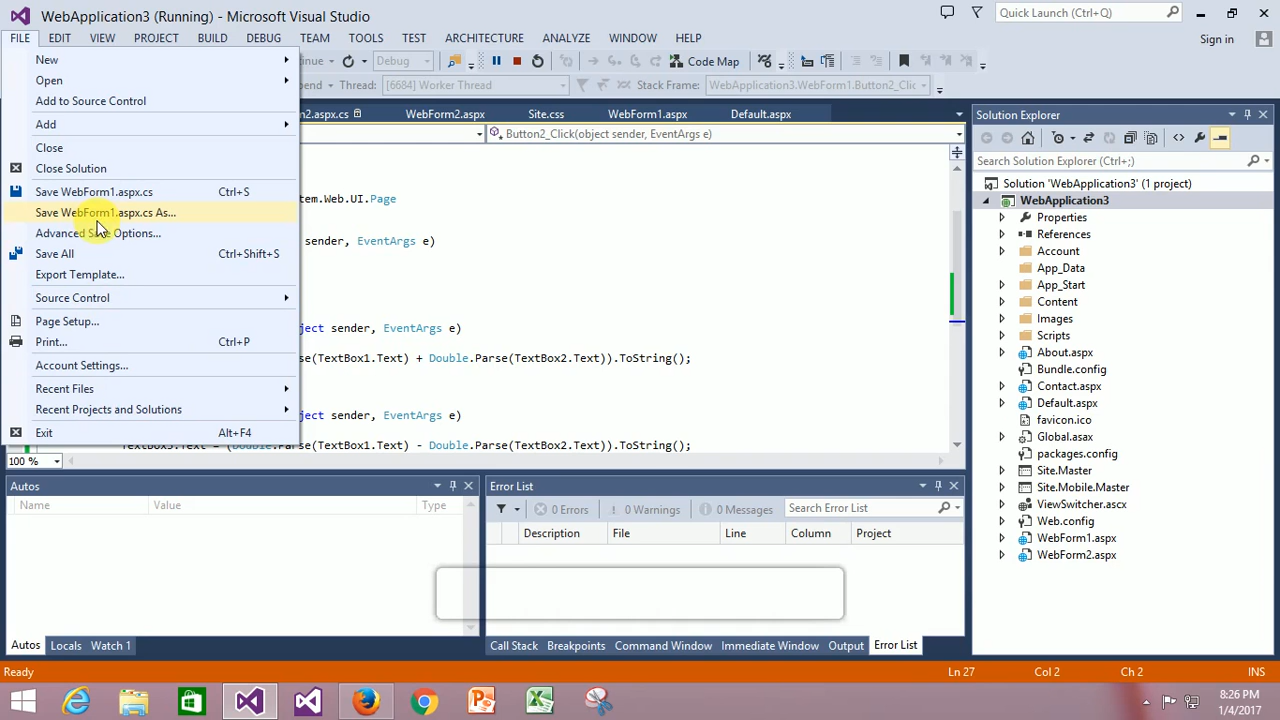 WebApplication3 (Running) - Microsoft Visual Studio
Quick Launch (Ctrl+Q)
FILE EDIT VIEW PROJECT BUILD DEBUG TEAM TOOLS TEST ARCHITECTURE ANALYZE WINDOW HELP
Sign in
Debug
Code Map
[6684] Worker Thread
Stack Frame:
WebApplication3.WebForm1.Button2_Click
New
Open
Add to Source Control
Add
Close
Close Solution
Save WebForm1.aspx.cs Ctrl+S
Save WebForm1.aspx.cs As...
Advanced Save Options...
Save All Ctrl+Shift+S
Export Template...
Source Control
Page Setup...
Print... Ctrl+P
Account Settings...
Recent Files
Recent Projects and Solutions
Exit Alt+F4
WebForm2.aspx Site.css WebForm1.aspx Default.aspx
Button2_Click(object sender, EventArgs e)
tem.Web.UI.Page
sender, EventArgs e)
ject sender, EventArgs e)
se(TextBox1.Text) + Double.Parse(TextBox2.Text)).ToString();
ject sender, EventArgs e)
TextBox3.Text = (Double.Parse(TextBox1.Text) - Double.Parse(TextBox2.Text)).ToString();
100 %
Autos
Name Value Type
Autos Locals Watch 1
Error List
0 Errors 0 Warnings 0 Messages Search Error List
Description File Line Column Project
Call Stack Breakpoints Command Window Immediate Window Output Error List
Solution Explorer
Search Solution Explorer (Ctrl+;)
Solution 'WebApplication3' (1 project)
WebApplication3
Properties
References
Account
App_Data
App_Start
Content
Images
Scripts
About.aspx
Bundle.config
Contact.aspx
Default.aspx
favicon.ico
Global.asax
packages.config
Site.Master
Site.Mobile.Master
ViewSwitcher.ascx
Web.config
WebForm1.aspx
WebForm2.aspx
Ready Ln 27 Col 2 Ch 2 INS
8:26 PM
1/4/2017